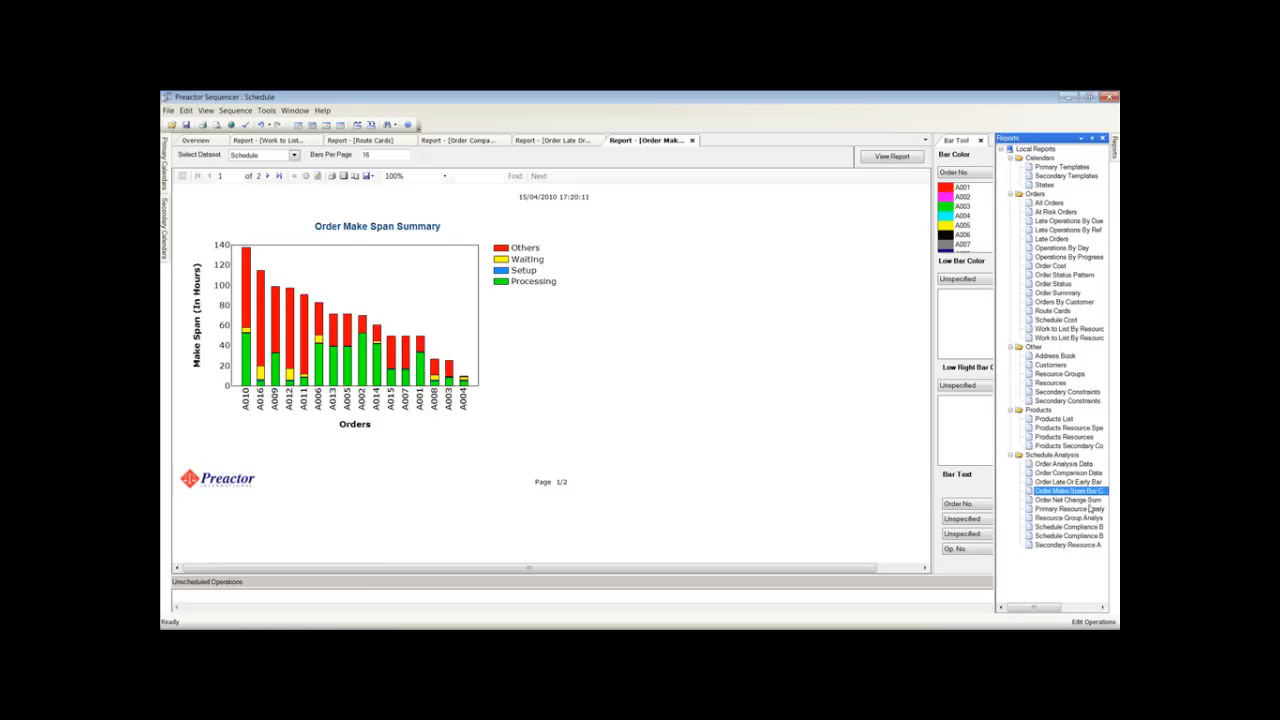 Preactor Sequencer : Schedule
File Edit View Sequence Tools Window Help
Overview Report - [Work to List... Report - [Route Cards] Report - [Order Compa... Report - [Order Late Or... Report - [Order Mak...
Select Dataset Schedule Bars Per Page 16 View Report
1 of 2 100% Find Next
15/04/2010 17:20:11
Order Make Span Summary
140
120
100
80
60
40
20
0
Make Span (In Hours)
A010 A016 A009 A012 A011 A006 A013 A005 A002 A014 A015 A007 A001 A008 A003 A004
Orders
Others
Waiting
Setup
Processing
Preactor
INTERNATIONAL
Page 1/2
Unscheduled Operations
Ready
Edit Operations
Primary Calendars
Secondary Calendars
Bar Tool
Bar Color
Order No.
A001
A002
A003
A004
A005
A006
A007
Low Bar Color
Unspecified
Low Right Bar C
Unspecified
Bar Text
Order No.
Unspecified
Unspecified
Op. No.
Reports
Reports
Local Reports
Calendars
Primary Templates
Secondary Templates
States
Orders
All Orders
At Risk Orders
Late Operations By Due
Late Operations By Ref
Late Orders
Operations By Day
Operations By Progress
Order Cost
Order Status Pattern
Order Status
Order Summary
Orders By Customer
Route Cards
Schedule Cost
Work to List By Resourc
Work to List By Resourc
Other
Address Book
Customers
Resource Groups
Resources
Secondary Constraints
Secondary Constraints
Products
Products List
Products Resource Spe
Products Resources
Products Secondary Co
Schedule Analysis
Order Analysis Data
Order Comparison Data
Order Late Or Early Bar
Order Make Span Bar C
Order Net Change Sum
Primary Resource Analy
Resource Group Analys
Schedule Compliance B
Schedule Compliance B
Secondary Resource A